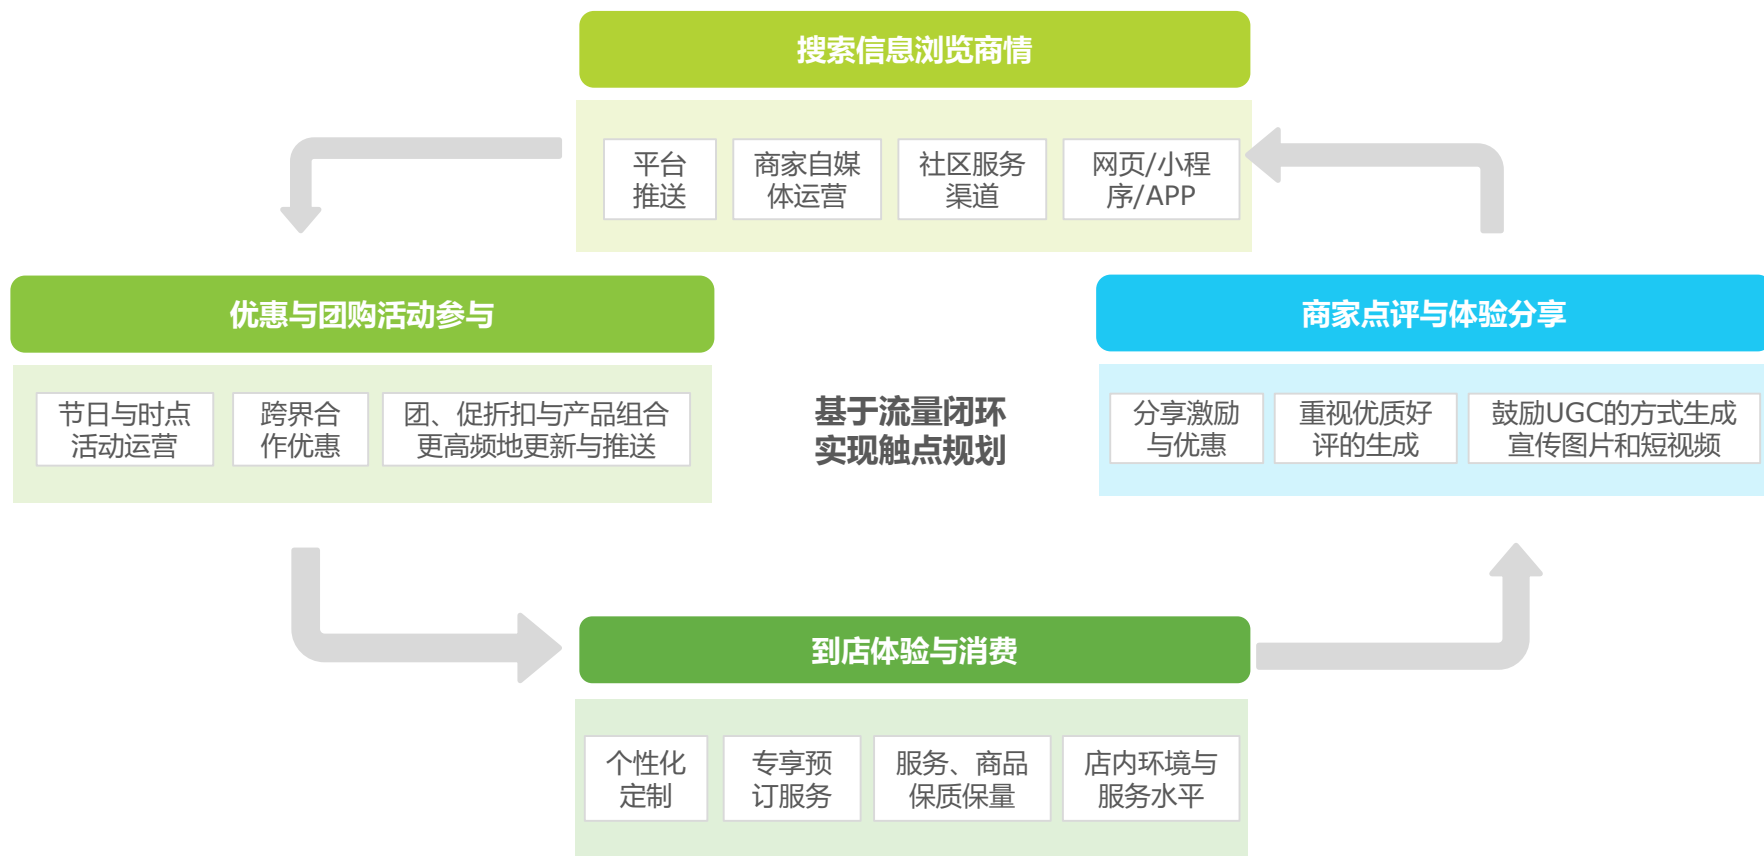 搜索信息浏览商情
平台
推送
商家自媒
体运营
社区服务
渠道
网页/小程
序/APP
优惠与团购活动参与
节日与时点
活动运营
跨界合
作优惠
团、促折扣与产品组合
更高频地更新与推送
基于流量闭环
实现触点规划
商家点评与体验分享
分享激励
与优惠
重视优质好
评的生成
鼓励UGC的方式生成
宣传图片和短视频
到店体验与消费
个性化
定制
专享预
订服务
服务、商品
保质保量
店内环境与
服务水平